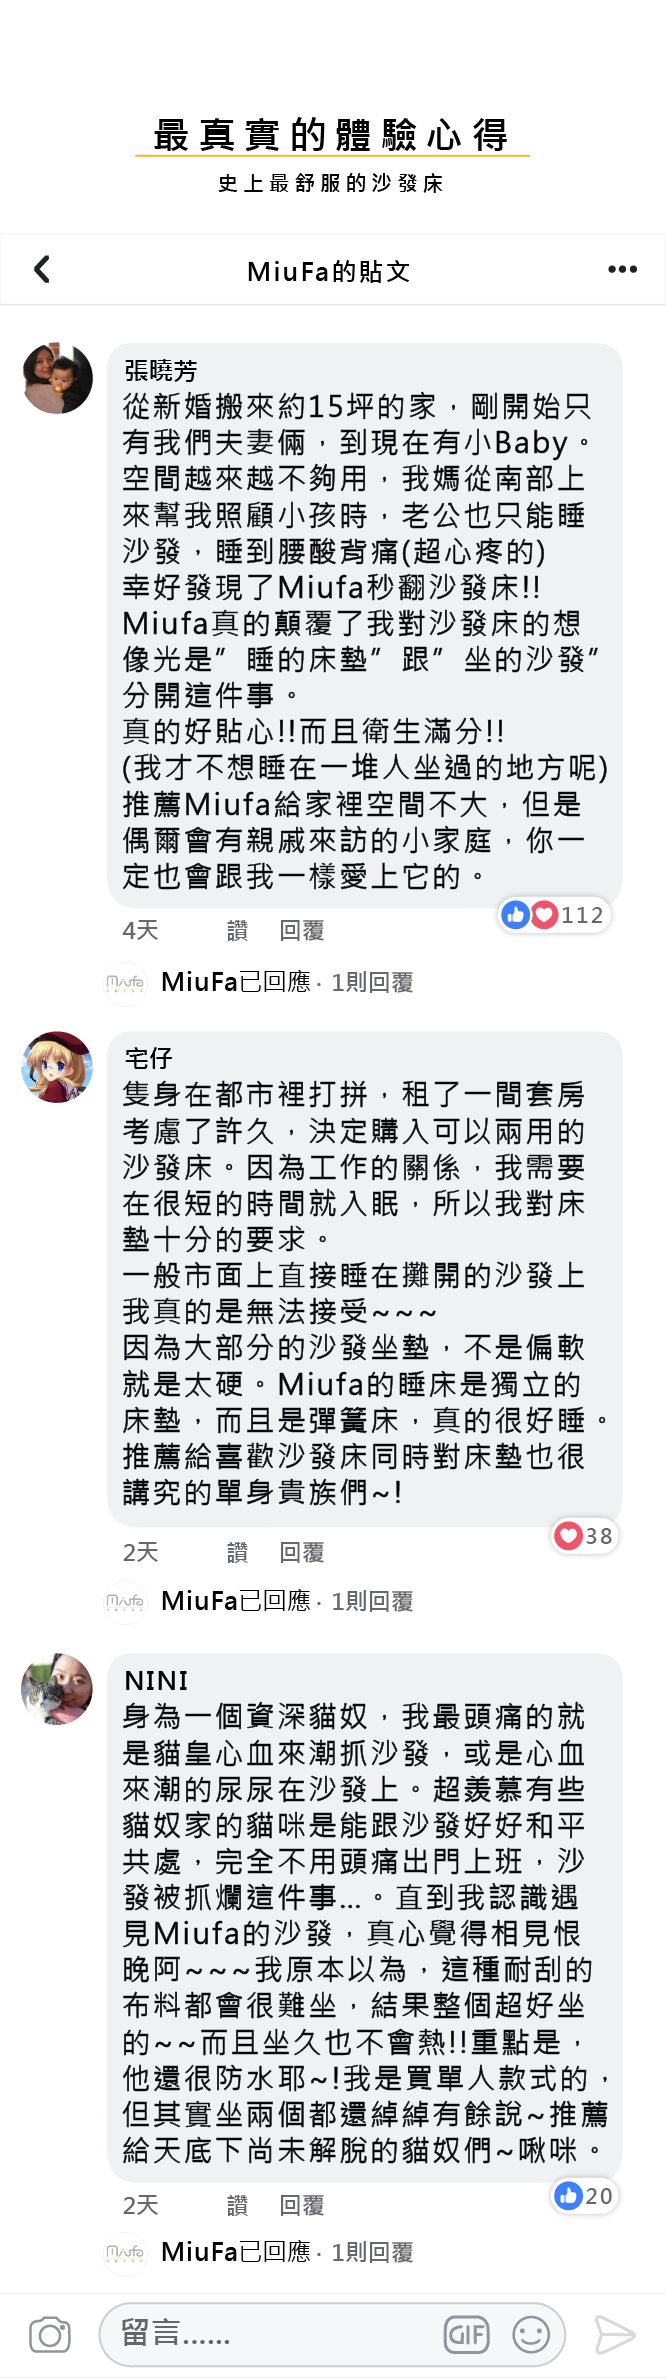 最真實的體驗心得
史上最舒服的沙發床
MiuFa的貼文
張曉芳
從新婚搬來約15坪的家，剛開始只
有我們夫妻倆，到現在有小Baby。
空間越來越不夠用，我媽從南部上
來幫我照顧小孩時，老公也只能睡
沙發，睡到腰酸背痛(超心疼的)
幸好發現了Miufa秒翻沙發床!!
Miufa真的顛覆了我對沙發床的想
像光是”睡的床墊”跟”坐的沙發”
分開這件事。
真的好貼心!!而且衛生滿分!!
(我才不想睡在一堆人坐過的地方呢)
推薦Miufa給家裡空間不大，但是
偶爾會有親戚來訪的小家庭，你一
定也會跟我一樣愛上它的。
112
4天 讚 回覆
Miufa MiuFa已回應 · 1則回覆
宅仔
隻身在都市裡打拼，租了一間套房
考慮了許久，決定購入可以兩用的
沙發床。因為工作的關係，我需要
在很短的時間就入眠，所以我對床
墊十分的要求。
一般市面上直接睡在攤開的沙發上
我真的是無法接受~~~
因為大部分的沙發坐墊，不是偏軟
就是太硬。Miufa的睡床是獨立的
床墊，而且是彈簧床，真的很好睡。
推薦給喜歡沙發床同時對床墊也很
講究的單身貴族們~!
38
2天 讚 回覆
Miufa MiuFa已回應 · 1則回覆
NINI
身為一個資深貓奴，我最頭痛的就
是貓皇心血來潮抓沙發，或是心血
來潮的尿尿在沙發上。超羨慕有些
貓奴家的貓咪是能跟沙發好好和平
共處，完全不用頭痛出門上班，沙
發被抓爛這件事...。直到我認識遇
見Miufa的沙發，真心覺得相見恨
晚阿~~~我原本以為，這種耐刮的
布料都會很難坐，結果整個超好坐
的~~而且坐久也不會熱!!重點是，
他還很防水耶~!我是買單人款式的，
但其實坐兩個都還綽綽有餘說~推薦
給天底下尚未解脫的貓奴們~啾咪。
20
2天 讚 回覆
Miufa MiuFa已回應 · 1則回覆
留言...... GIF